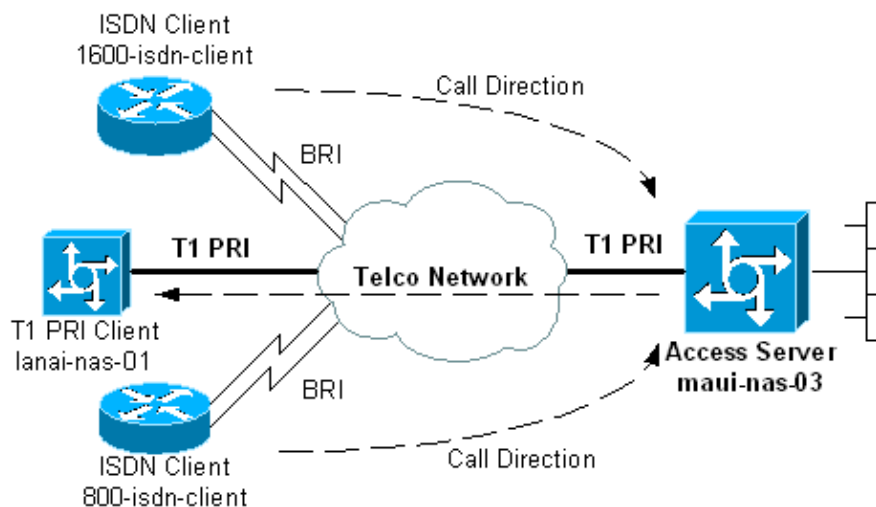 ISDN Client
1600-isdn-client
Call Direction
BRI
T1 PRI
T1 PRI
Telco Network
T1 PRI Client
lanai-nas-01
Access Server
maui-nas-03
BRI
ISDN Client
800-isdn-client
Call Direction